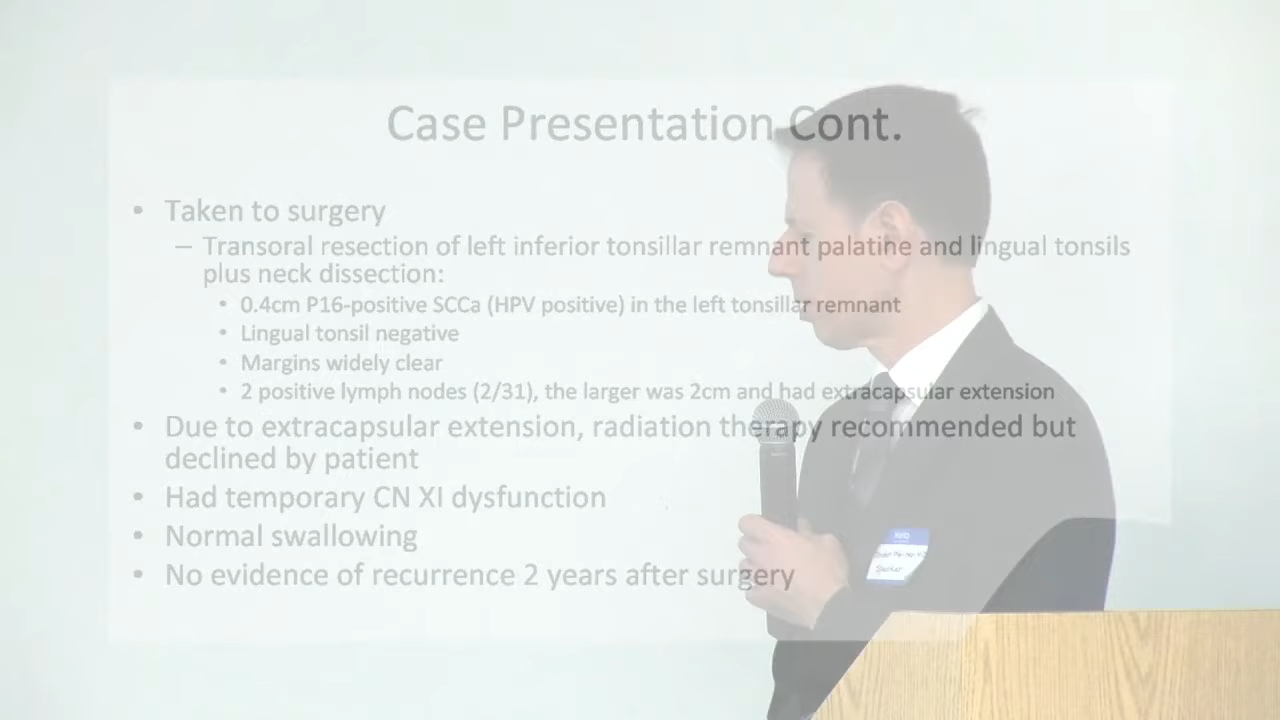 Case Presentation Cont.
• Taken to surgery
– Transoral resection of left inferior tonsillar remnant palatine and lingual tonsils
plus neck dissection:
• 0.4cm P16-positive SCCa (HPV positive) in the left tonsillar remnant
• Lingual tonsil negative
• Margins widely clear
• 2 positive lymph nodes (2/31), the larger was 2cm and had extracapsular extension
• Due to extracapsular extension, radiation therapy recommended but
declined by patient
• Had temporary CN XI dysfunction
• Normal swallowing
• No evidence of recurrence 2 years after surgery
Speaker